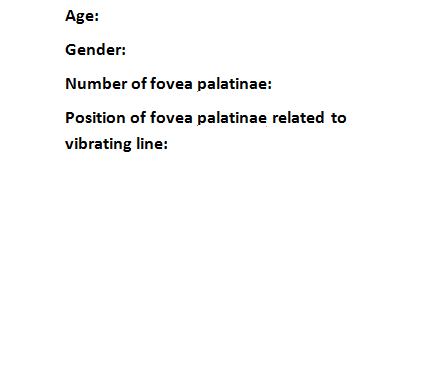 Age:
Gender:
Number of fovea palatinae:
Position of fovea palatinae related to
vibrating line: